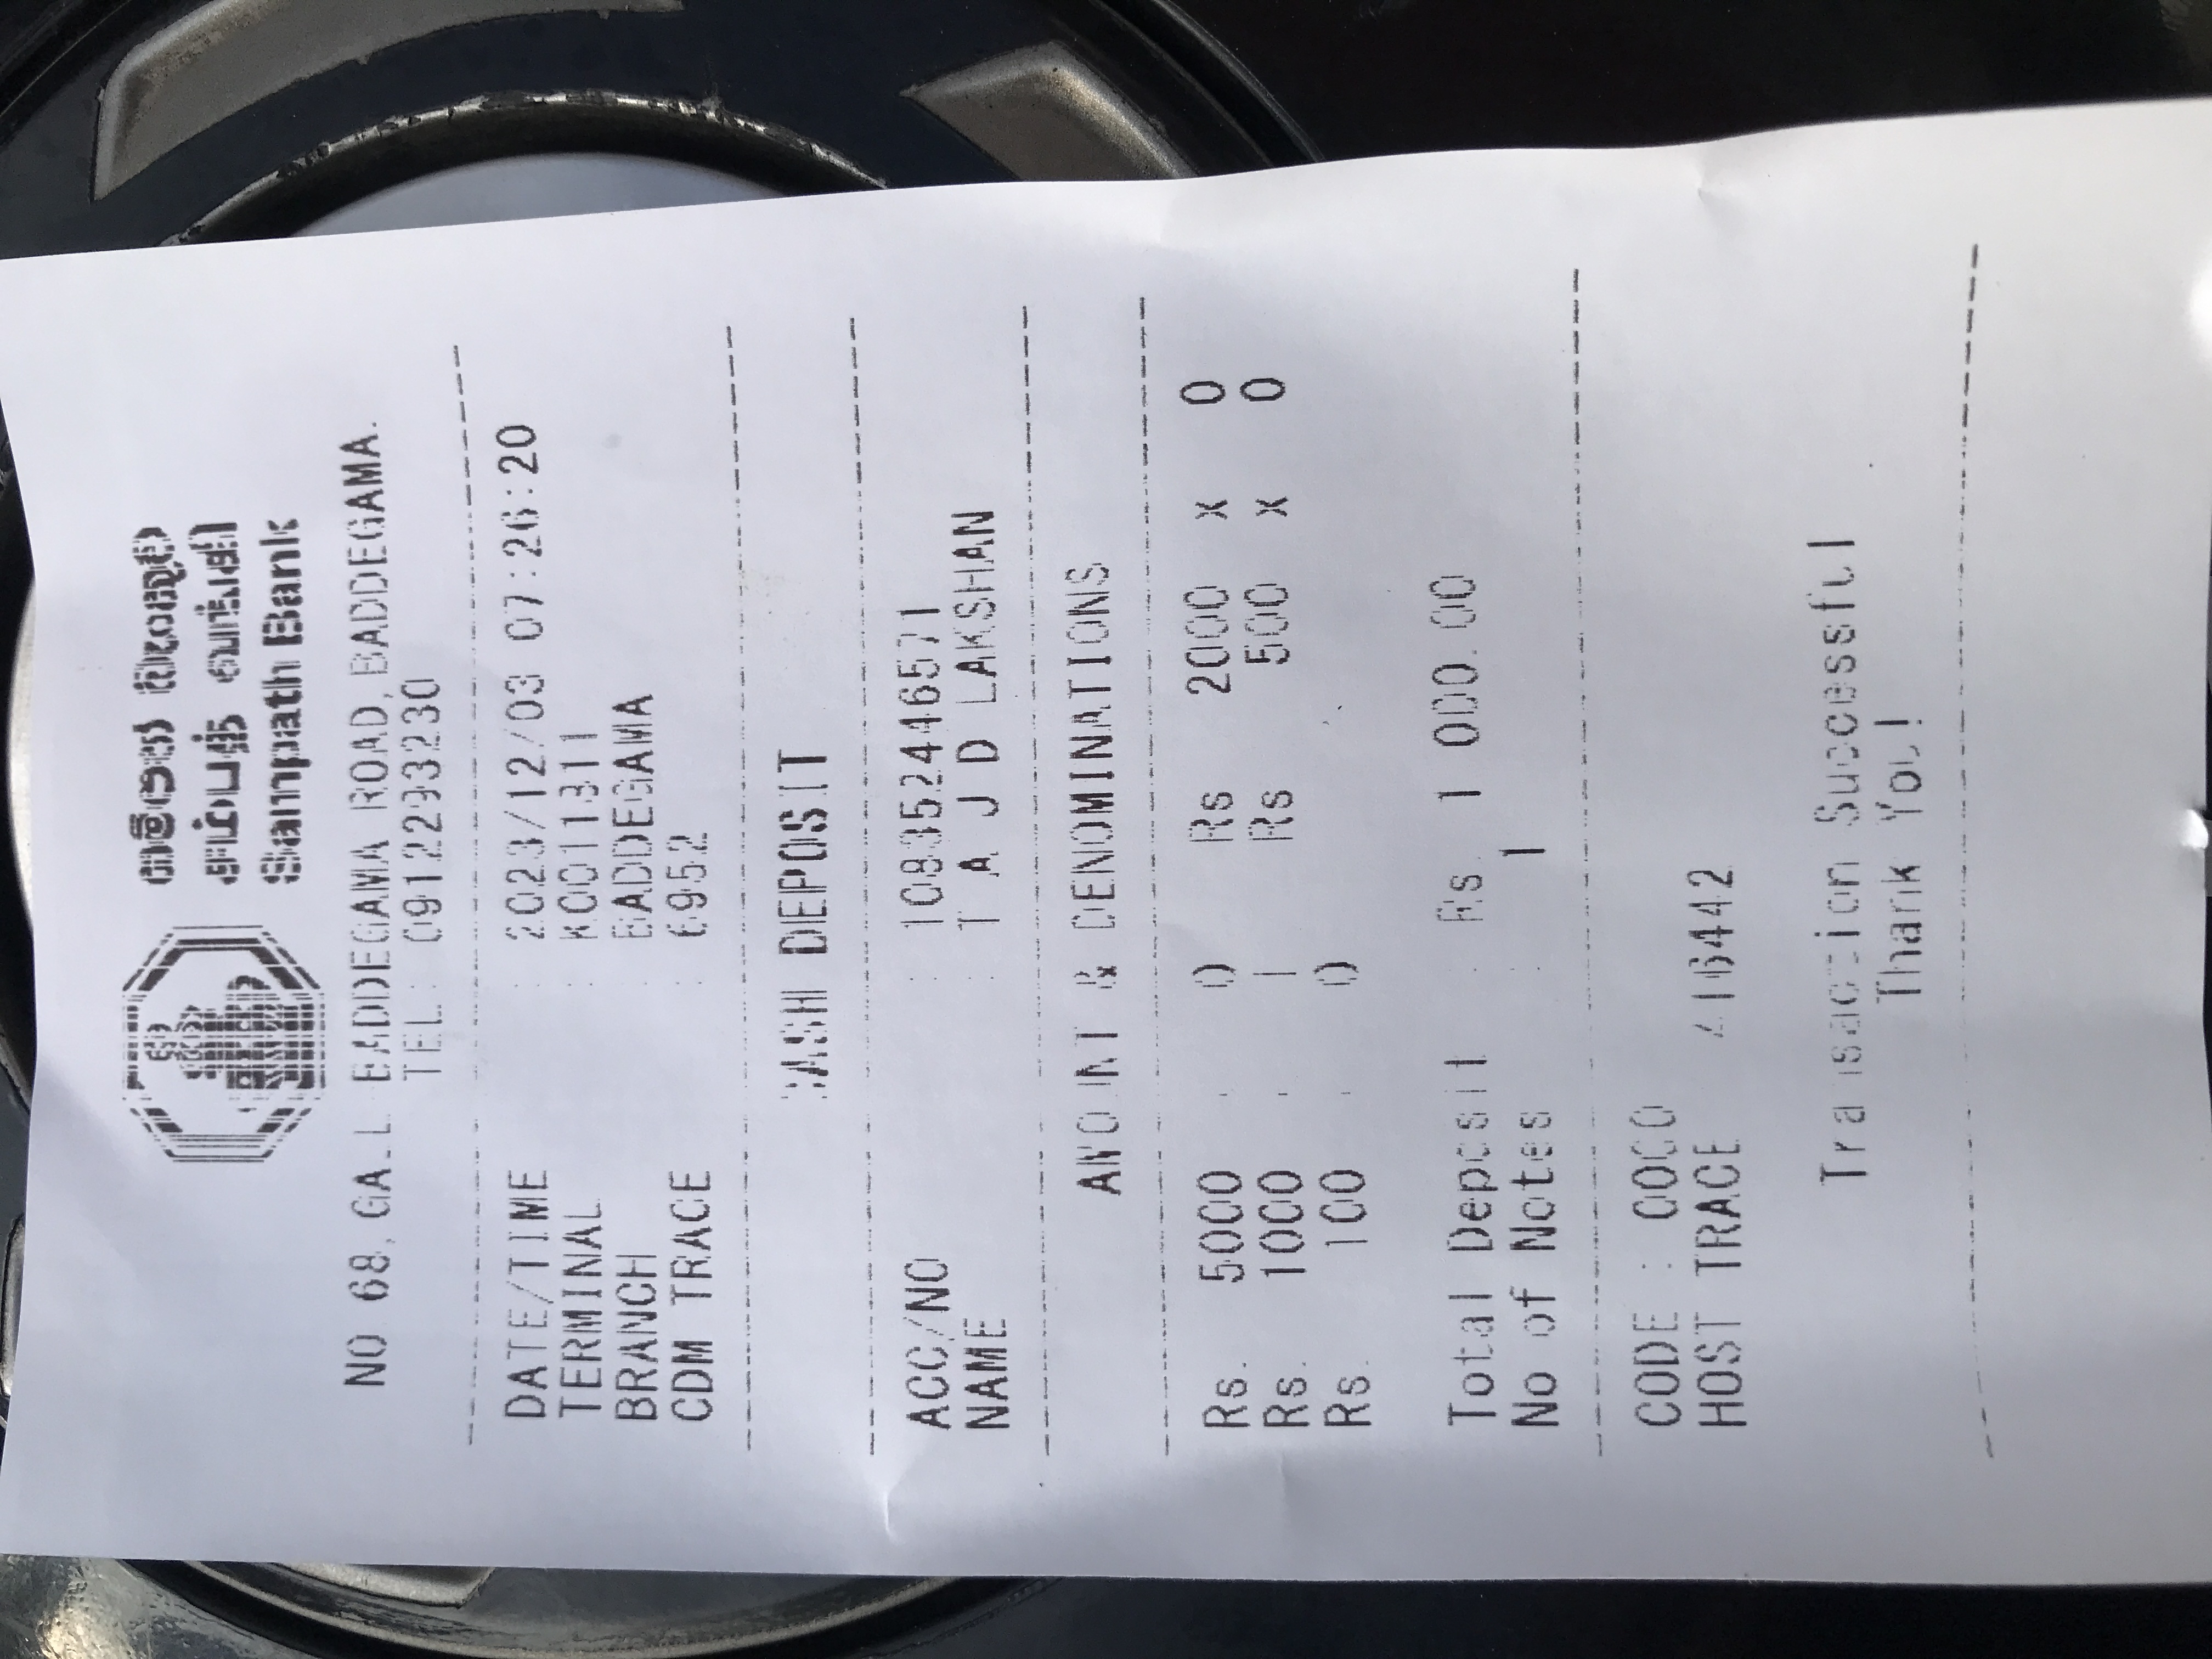 සම්පත් බැංකුව
சம்பத் வங்கி
Sampath Bank
NO 68, GALL BADDEGAMA ROAD, BADDEGAMA.
TEL: 0912293230
DATE/TIME : 2023/12/03 07:26:20
TERMINAL : K0011311
BRANCH : BADDEGAMA
CDM TRACE : 6952
CASH DEPOSIT
ACC/NO : 108352446571
NAME : T A J D LAKSHAN
AMOUNT & DENOMINATIONS
Rs. 5000 : 0 Rs 2000 x 0
Rs. 1000 : 1 Rs 500 x 0
Rs. 100 : 0
Total Deposit : Rs. 1 000.00
No of Notes : 1
CODE : 0000
HOST TRACE 416442
Transaction Successful
Thank You!